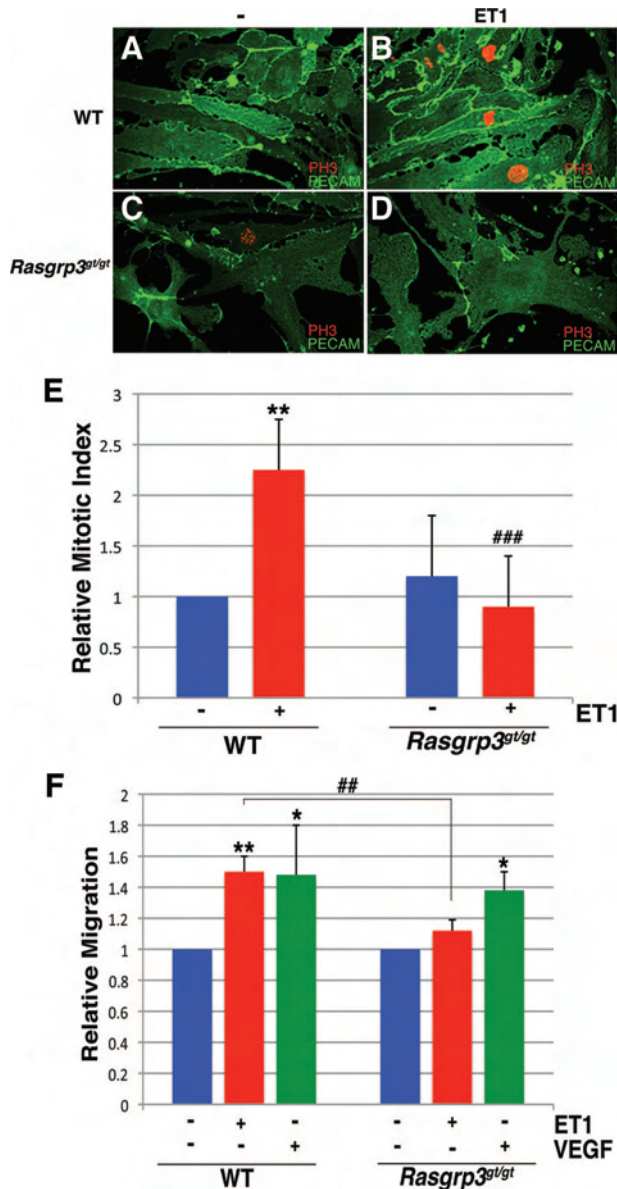 - ET1
A B
WT
PH3 PH3
PECAM PECAM
C D
Rasgrp3gt/gt
PH3 PH3
PECAM PECAM
E
3
2.5
2
1.5
1
0.5
0
Relative Mitotic Index
**
###
- + - + ET1
WT Rasgrp3gt/gt
F
2
1.8
1.6
1.4
1.2
1
0.8
0.6
0.4
0.2
0
Relative Migration
##
** * *
- + - - + - ET1
- - + - - + VEGF
WT Rasgrp3gt/gt